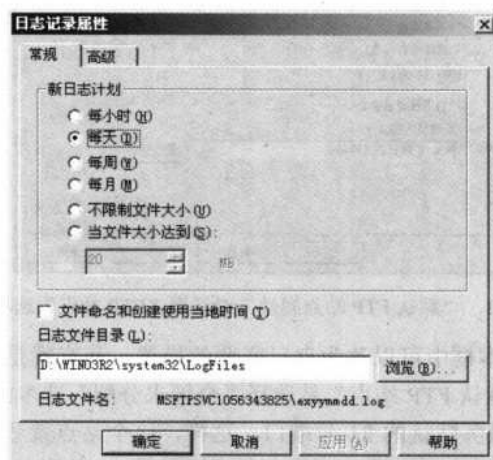 日志记录属性
常规 高级
新日志计划
每小时(H)
每天(D)
每周(W)
每月(M)
不限制文件大小(U)
当文件大小达到(S):
20 MB
文件命名和创建使用当地时间(T)
日志文件目录(L):
D:\WINO3R2\system32\LogFiles 浏览(B)...
日志文件名: MSFTPSVC1056343825\exyymmdd.log
确定 取消 应用(A) 帮助